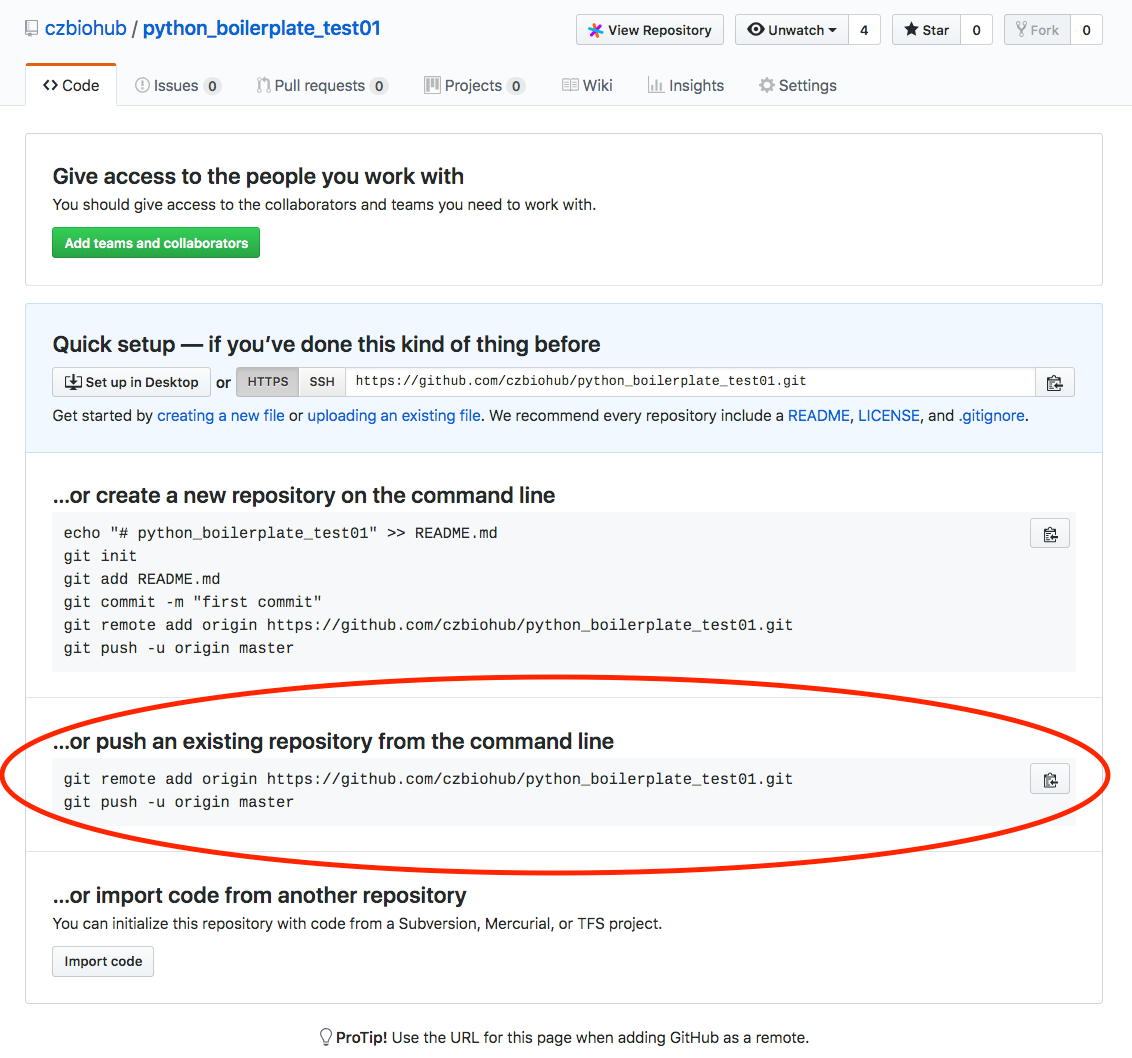 czbiohub / python_boilerplate_test01
View Repository
Unwatch 4
Star 0
Fork 0
Code
Issues 0
Pull requests 0
Projects 0
Wiki
Insights
Settings
Give access to the people you work with
You should give access to the collaborators and teams you need to work with.
Add teams and collaborators
Quick setup — if you’ve done this kind of thing before
Set up in Desktop or HTTPS SSH https://github.com/czbiohub/python_boilerplate_test01.git
Get started by creating a new file or uploading an existing file. We recommend every repository include a README, LICENSE, and .gitignore.
…or create a new repository on the command line
echo "# python_boilerplate_test01" >> README.md
git init
git add README.md
git commit -m "first commit"
git remote add origin https://github.com/czbiohub/python_boilerplate_test01.git
git push -u origin master
…or push an existing repository from the command line
git remote add origin https://github.com/czbiohub/python_boilerplate_test01.git
git push -u origin master
…or import code from another repository
You can initialize this repository with code from a Subversion, Mercurial, or TFS project.
Import code
ProTip! Use the URL for this page when adding GitHub as a remote.